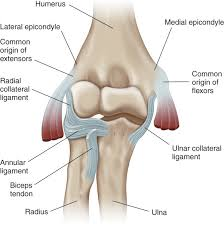 Humerus
Lateral epicondyle
Medial epicondyle
Common
origin of
extensors
Radial
collateral
ligament
Common
origin of
flexors
Annular
ligament
Ulnar collateral
ligament
Biceps
tendon
Radius
Ulna